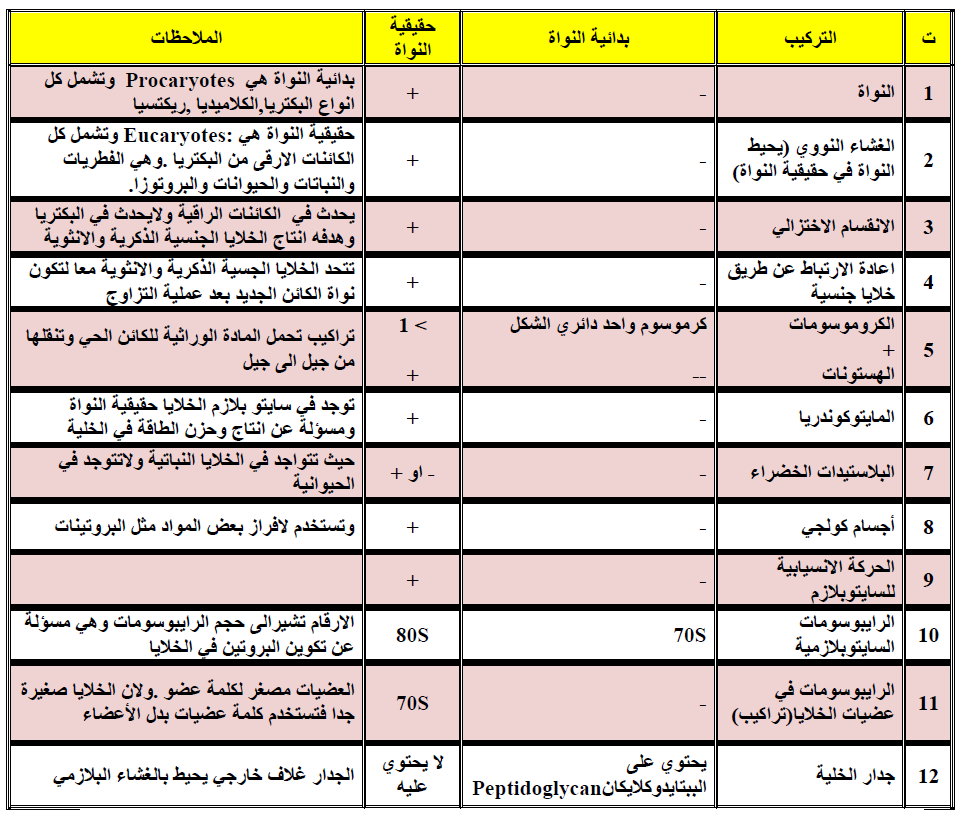 ت
التركيب
بدائية النواة
حقيقية
النواة
الملاحظات
1
النواة
-
+
بدائية النواة هي Procaryotes وتشمل كل
انواع البكتريا,الكلاميديا ,ريكتسيا
2
الغشاء النووي (يحيط
النواة في حقيقية النواة)
-
+
حقيقية النواة هي :Eucaryotes وتشمل كل
الكائنات الارقى من البكتريا .وهي الفطريات
والنباتات والحيوانات والبروتوزا.
3
الانقسام الاختزالي
-
+
يحدث في الكائنات الراقية ولايحدث في البكتريا
وهدفه انتاج الخلايا الجنسية الذكرية والانثوية
4
اعادة الارتباط عن طريق
خلايا جنسية
-
+
تتحد الخلايا الجسية الذكرية والانثوية معا لتكون
نواة الكائن الجديد بعد عملية التزاوج
5
الكروموسومات
+
الهستونات
كرموسوم واحد دائري الشكل
--
1 <
+
تراكيب تحمل المادة الوراثية للكائن الحي وتنقلها
من جيل الى جيل
6
المايتوكوندريا
-
+
توجد في سايتو بلازم الخلايا حقيقية النواة
ومسؤلة عن انتاج وحزن الطاقة في الخلية
7
البلاستيدات الخضراء
-
- او +
حيث تتواجد في الخلايا النباتية ولاتتوجد في
الحيوانية
8
أجسام كولجي
-
+
وتستخدم لافراز بعض المواد مثل البروتينات
9
الحركة الانسيابية
للسايتوبلازم
-
+
10
الرايبوسومات
السايتوبلازمية
70S
80S
الارقام تشيرالى حجم الرايبوسومات وهي مسؤلة
عن تكوين البروتين في الخلايا
11
الرايبوسومات في
عضيات الخلايا(تراكيب)
-
70S
العضيات مصغر لكلمة عضو .ولان الخلايا صغيرة
جدا فتستخدم كلمة عضيات بدل الأعضاء
12
جدار الخلية
يحتوي على
الببتايدوكلايكانPeptidoglycan
لا يحتوي
عليه
الجدار غلاف خارجي يحيط بالغشاء البلازمي